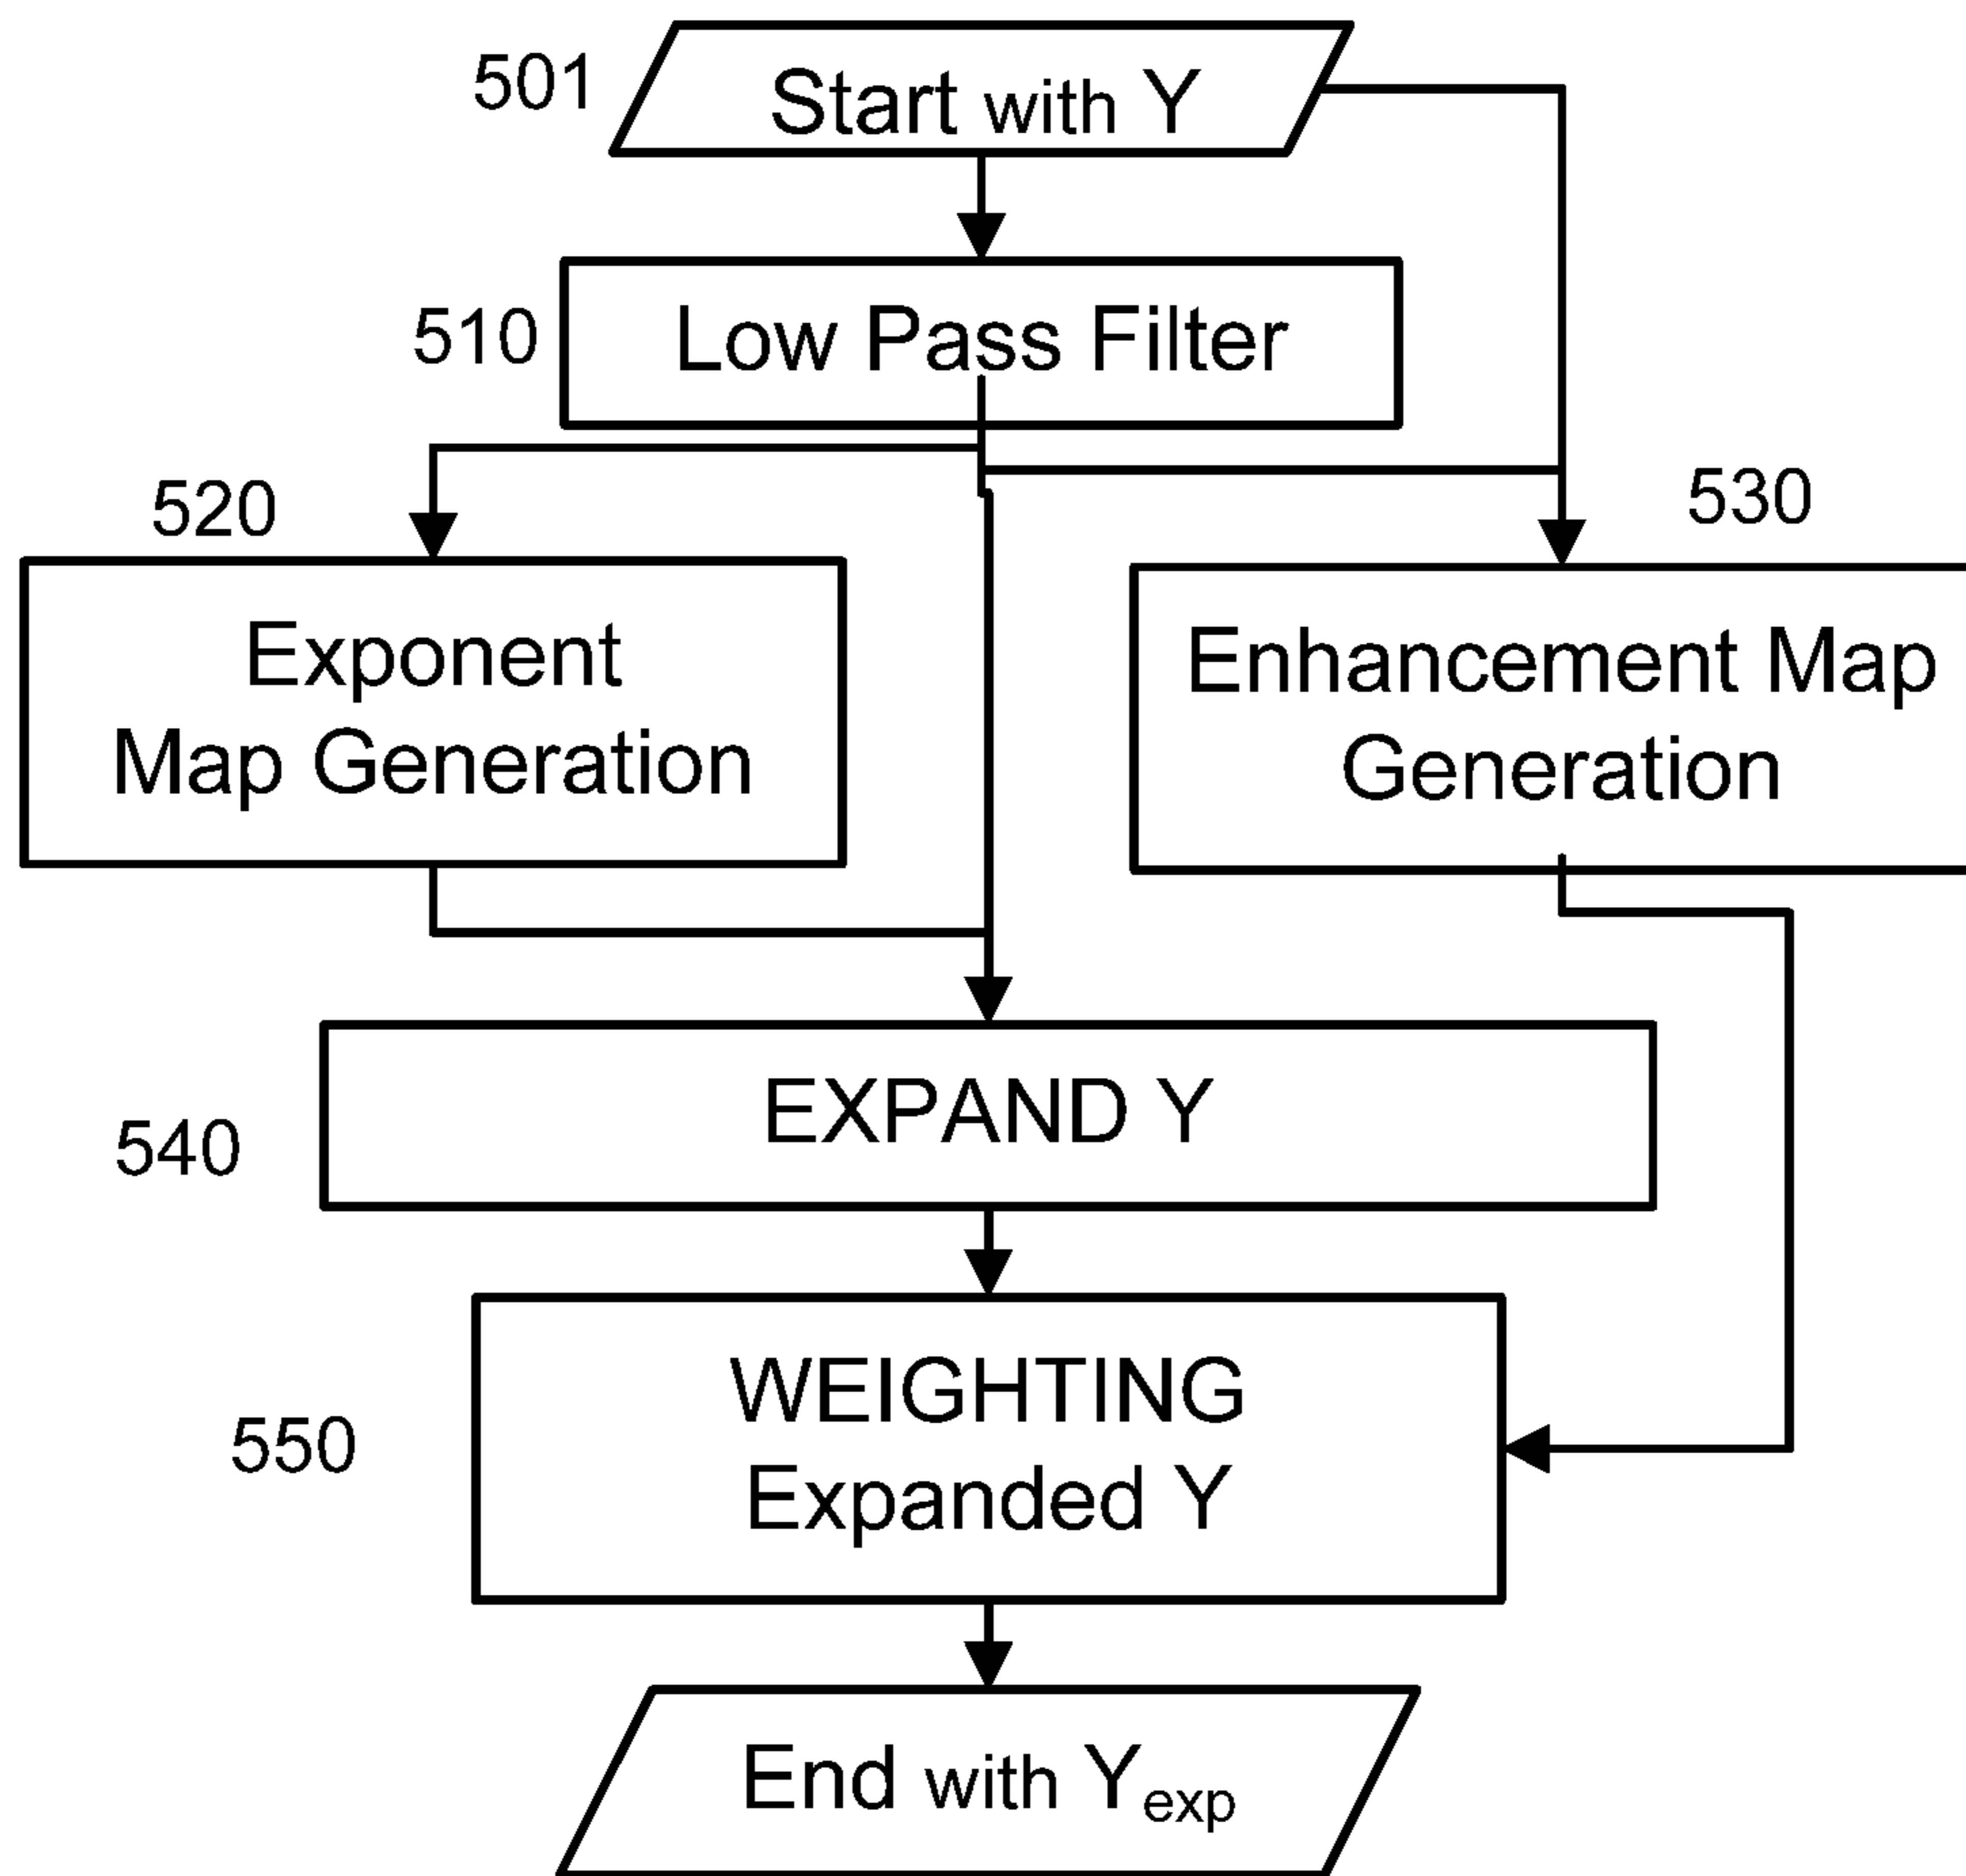 501
Start with Y
510
Low Pass Filter
520
530
Exponent
Map Generation
Enhancement Map
Generation
EXPAND Y
540
WEIGHTING
Expanded Y
550
End with Yexp